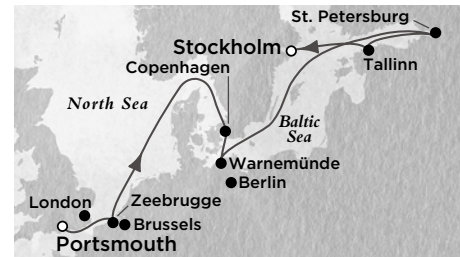 St. Petersburg
Stockholm
Copenhagen
Tallinn
North Sea
Baltic
Sea
Warnemünde
Berlin
London
Zeebrugge
Brussels
Portsmouth